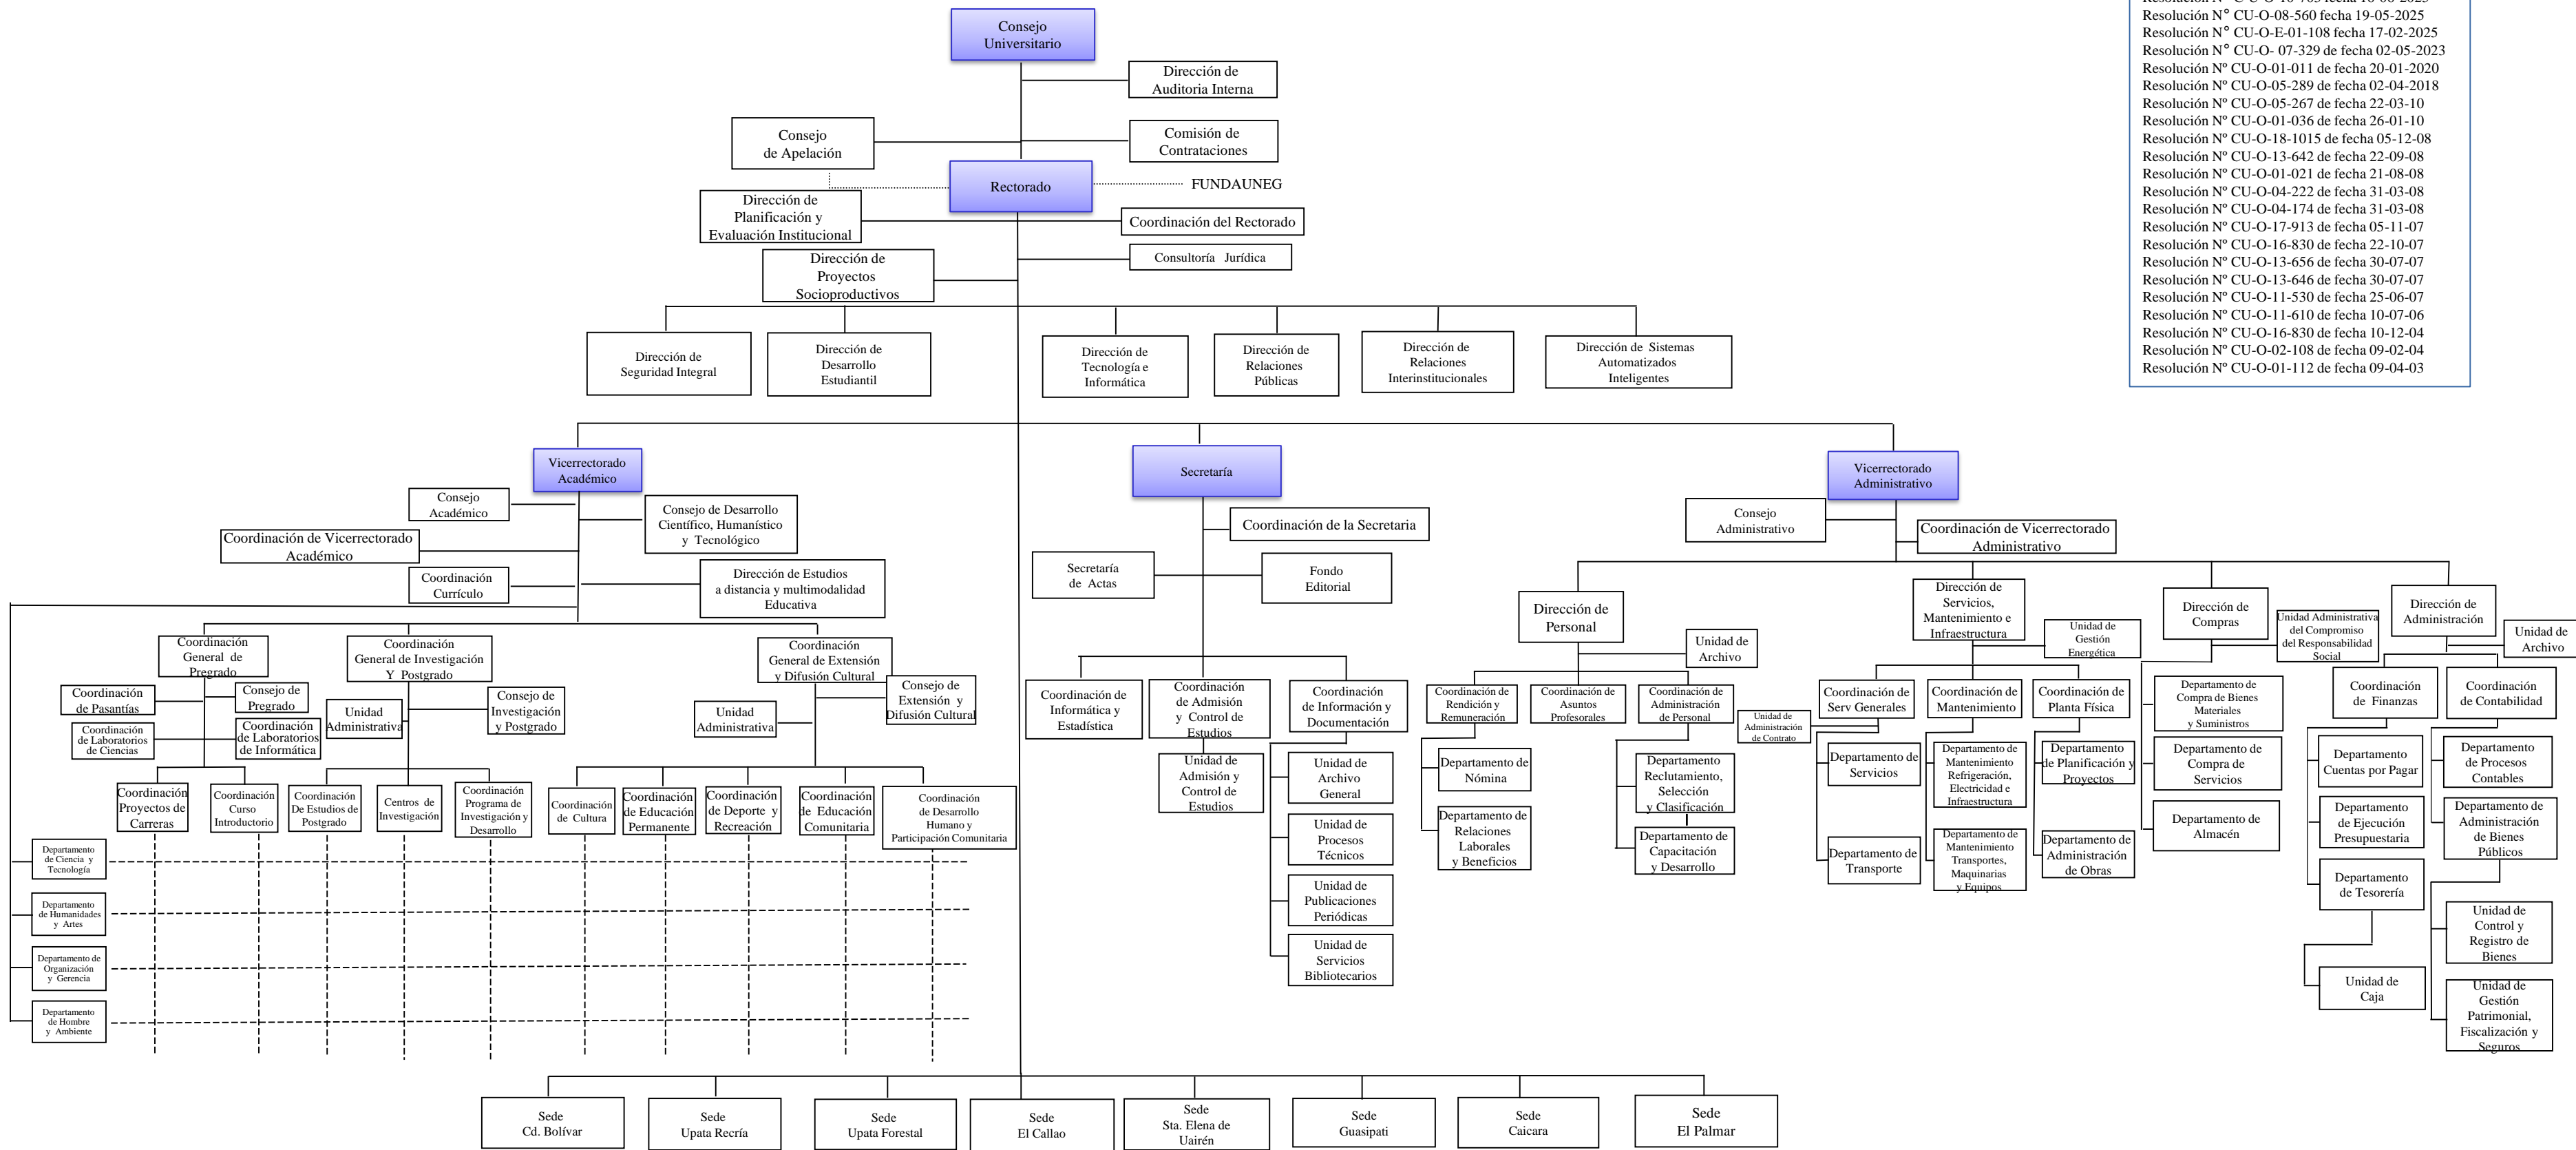 Consejo
Universitario
Dirección de
Auditoria Interna
Consejo
de Apelación
Comisión de
Contrataciones
Rectorado
FUNDAUNEG
Dirección de
Planificación y
Evaluación Institucional
Coordinación del Rectorado
Dirección de
Proyectos
Socioproductivos
Consultoría Jurídica
Resolución N° CU-O-08-560 fecha 19-05-2025
Resolución N° CU-O-E-01-108 fecha 17-02-2025
Resolución N° CU-O- 07-329 de fecha 02-05-2023
Resolución Nº CU-O-01-011 de fecha 20-01-2020
Resolución Nº CU-O-05-289 de fecha 02-04-2018
Resolución Nº CU-O-05-267 de fecha 22-03-10
Resolución Nº CU-O-01-036 de fecha 26-01-10
Resolución Nº CU-O-18-1015 de fecha 05-12-08
Resolución Nº CU-O-13-642 de fecha 22-09-08
Resolución Nº CU-O-01-021 de fecha 21-08-08
Resolución Nº CU-O-04-222 de fecha 31-03-08
Resolución Nº CU-O-04-174 de fecha 31-03-08
Resolución Nº CU-O-17-913 de fecha 05-11-07
Resolución Nº CU-O-16-830 de fecha 22-10-07
Resolución Nº CU-O-13-656 de fecha 30-07-07
Resolución Nº CU-O-13-646 de fecha 30-07-07
Resolución Nº CU-O-11-530 de fecha 25-06-07
Resolución Nº CU-O-11-610 de fecha 10-07-06
Resolución Nº CU-O-16-830 de fecha 10-12-04
Resolución Nº CU-O-02-108 de fecha 09-02-04
Resolución Nº CU-O-01-112 de fecha 09-04-03
Dirección de
Seguridad Integral
Dirección de
Desarrollo
Estudiantil
Dirección de
Tecnología e
Informática
Dirección de
Relaciones
Públicas
Dirección de
Relaciones
Interinstitucionales
Dirección de Sistemas
Automatizados
Inteligentes
Vicerrectorado
Académico
Consejo
Académico
Consejo de Desarrollo
Científico, Humanístico
y Tecnológico
Coordinación de Vicerrectorado
Académico
Coordinación
Currículo
Dirección de Estudios
a distancia y multimodalidad
Educativa
Coordinación
General de
Pregrado
Coordinación
de Pasantías
Consejo de
Pregrado
Coordinación
de Laboratorios
de Ciencias
Coordinación
de Laboratorios
de Informática
Coordinación
General de Investigación
Y Postgrado
Unidad
Administrativa
Consejo de
Investigación
y Postgrado
Coordinación
General de Extensión
y Difusión Cultural
Unidad
Administrativa
Consejo de
Extensión y
Difusión Cultural
Coordinación
Proyectos de
Carreras
Coordinación
Curso
Introductorio
Coordinación
De Estudios de
Postgrado
Centros de
Investigación
Coordinación
Programa de
Investigación y
Desarrollo
Coordinación
de Cultura
Coordinación
de Educación
Permanente
Coordinación
de Deporte y
Recreación
Coordinación
de Educación
Comunitaria
Coordinación
de Desarrollo
Humano y
Participación Comunitaria
Departamento
de Ciencia y
Tecnología
Departamento
de Humanidades
y Artes
Departamento de
Organización
y Gerencia
Departamento
de Hombre
y Ambiente
Secretaría
Coordinación de la Secretaria
Secretaría
de Actas
Fondo
Editorial
Coordinación de
Informática y
Estadística
Coordinación
de Admisión
y Control de
Estudios
Unidad de
Admisión y
Control de
Estudios
Coordinación
de Información y
Documentación
Unidad de
Archivo
General
Unidad de
Procesos
Técnicos
Unidad de
Publicaciones
Periódicas
Unidad de
Servicios
Bibliotecarios
Vicerrectorado
Administrativo
Consejo
Administrativo
Coordinación de Vicerrectorado
Administrativo
Dirección de
Personal
Unidad de
Archivo
Coordinación de
Rendición y
Remuneración
Coordinación de
Asuntos
Profesorales
Coordinación de
Administración
de Personal
Departamento de
Nómina
Departamento de
Relaciones
Laborales
y Beneficios
Departamento
Reclutamiento,
Selección
y Clasificación
Departamento de
Capacitación
y Desarrollo
Dirección de
Servicios,
Mantenimiento e
Infraestructura
Unidad de
Gestión
Energética
Coordinación de
Serv Generales
Coordinación de
Mantenimiento
Coordinación de
Planta Física
Unidad de
Administración
de Contrato
Departamento de
Servicios
Departamento de
Transporte
Departamento de
Mantenimiento
Refrigeración,
Electricidad e
Infraestructura
Departamento de
Mantenimiento
Transportes,
Maquinarias
y Equipos
Departamento
de Planificación y
Proyectos
Departamento de
Administración
de Obras
Dirección de
Compras
Unidad Administrativa
del Compromiso
del Responsabilidad
Social
Departamento de
Compra de Bienes
Materiales
y Suministros
Departamento de
Compra de
Servicios
Departamento de
Almacén
Dirección de
Administración
Unidad de
Archivo
Coordinación
de Finanzas
Coordinación
de Contabilidad
Departamento
Cuentas por Pagar
Departamento
de Ejecución
Presupuestaria
Departamento
de Tesorería
Unidad de
Caja
Departamento
de Procesos
Contables
Departamento de
Administración
de Bienes
Públicos
Unidad de
Control y
Registro de
Bienes
Unidad de
Gestión
Patrimonial,
Fiscalización y
Seguros
Sede
Cd. Bolívar
Sede
Upata Recría
Sede
Upata Forestal
Sede
El Callao
Sede
Sta. Elena de
Uairén
Sede
Guasipati
Sede
Caicara
Sede
El Palmar